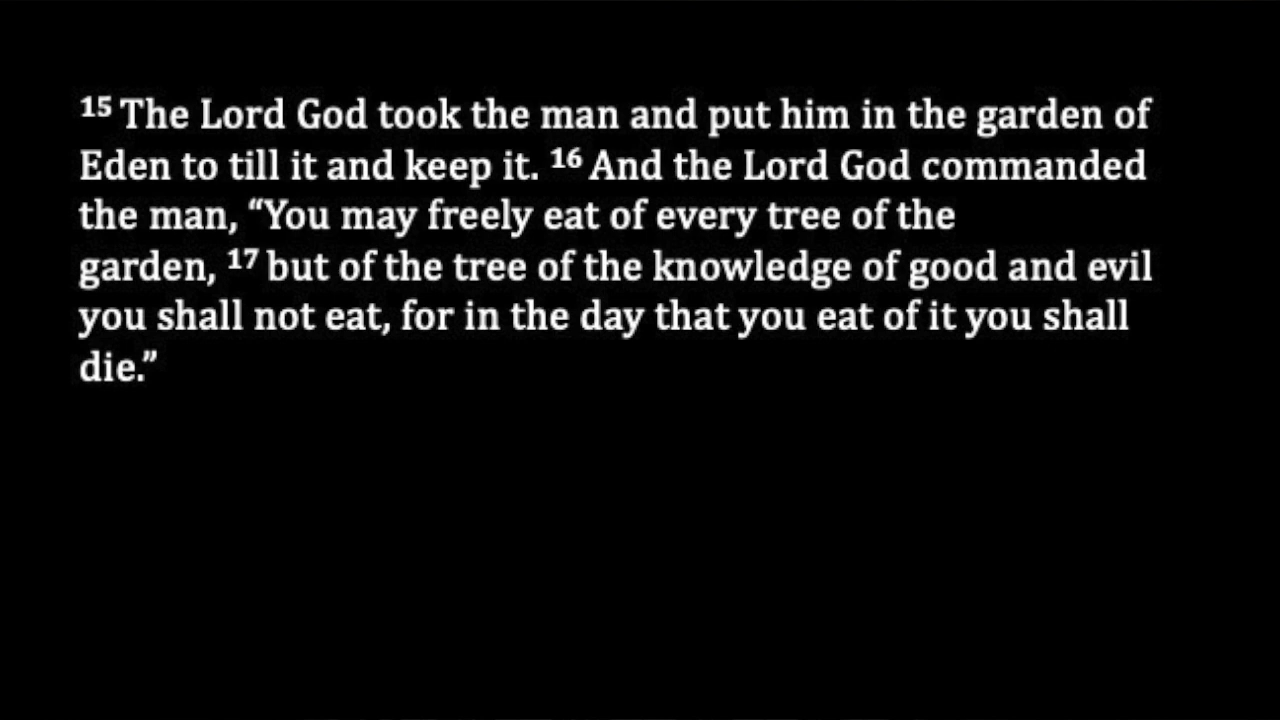 15 The Lord God took the man and put him in the garden of
Eden to till it and keep it. 16 And the Lord God commanded
the man, “You may freely eat of every tree of the
garden, 17 but of the tree of the knowledge of good and evil
you shall not eat, for in the day that you eat of it you shall
die.”